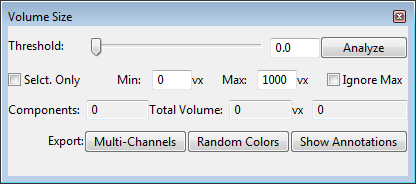 Volume Size
Threshold: 0.0 Analyze
Selct. Only Min: 0 vx Max: 1000 vx Ignore Max
Components: 0 Total Volume: 0 vx 0
Export: Multi-Channels Random Colors Show Annotations